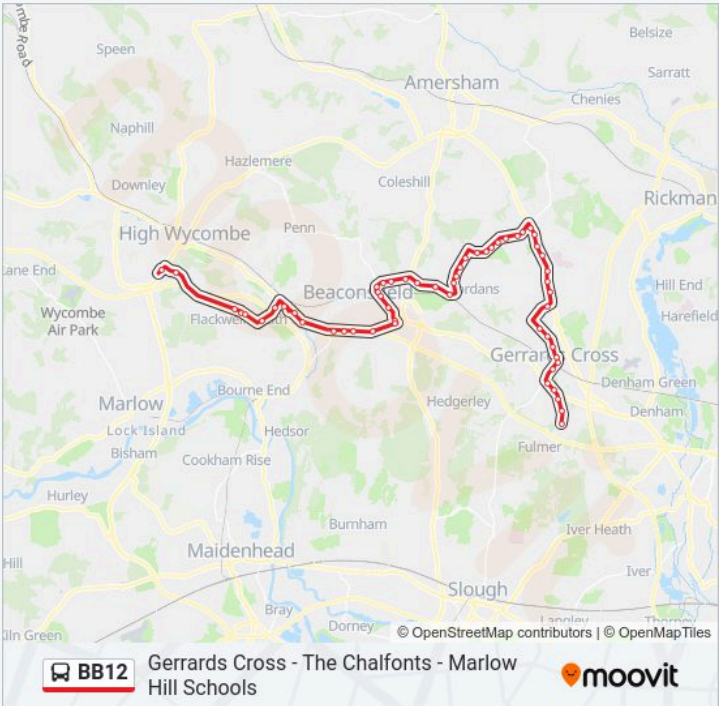 mbe Road
Speen
Belsize
Amersham
Sarratt
Chenies
Naphill
Hazlemere
Downley
Coleshill
Rickman
High Wycombe
Penn
Lane End
Beaconsfield
Jordans
Hill End
Wycombe
Air Park
Flackwell Heath
Harefield
Gerrards Cross
Bourne End
Denham Green
Marlow
Hedgerley
Denham
Lock Island
Hedsor
Bisham
Cookham Rise
Fulmer
Hurley
Burnham
Iver Heath
Maidenhead
Hill
Iver
Slough
Bray
Dorney
Langley
Thorney
Kiln Green
© OpenStreetMap contributors | © OpenMapTiles
BB12
Gerrards Cross - The Chalfonts - Marlow
Hill Schools
moovit